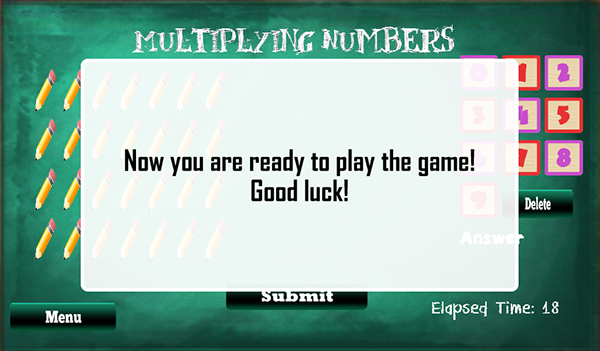 MULTIPLYING NUMBERS
0 1 2
3 4 5
6 7 8
9
Delete
Now you are ready to play the game!
Good luck!
Answer
Submit
Menu
Elapsed Time: 18